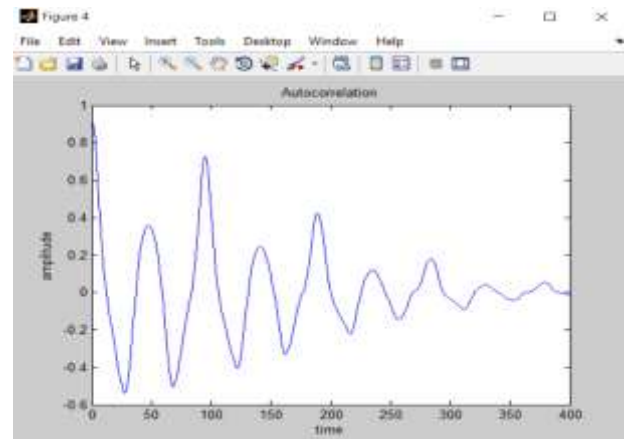 Figure 4
File Edit View Insert Tools Desktop Window Help
Autocorrelation
1
0.8
0.6
0.4
0.2
0
-0.2
-0.4
-0.6
amplitude
0 50 100 150 200 250 300 350 400
time